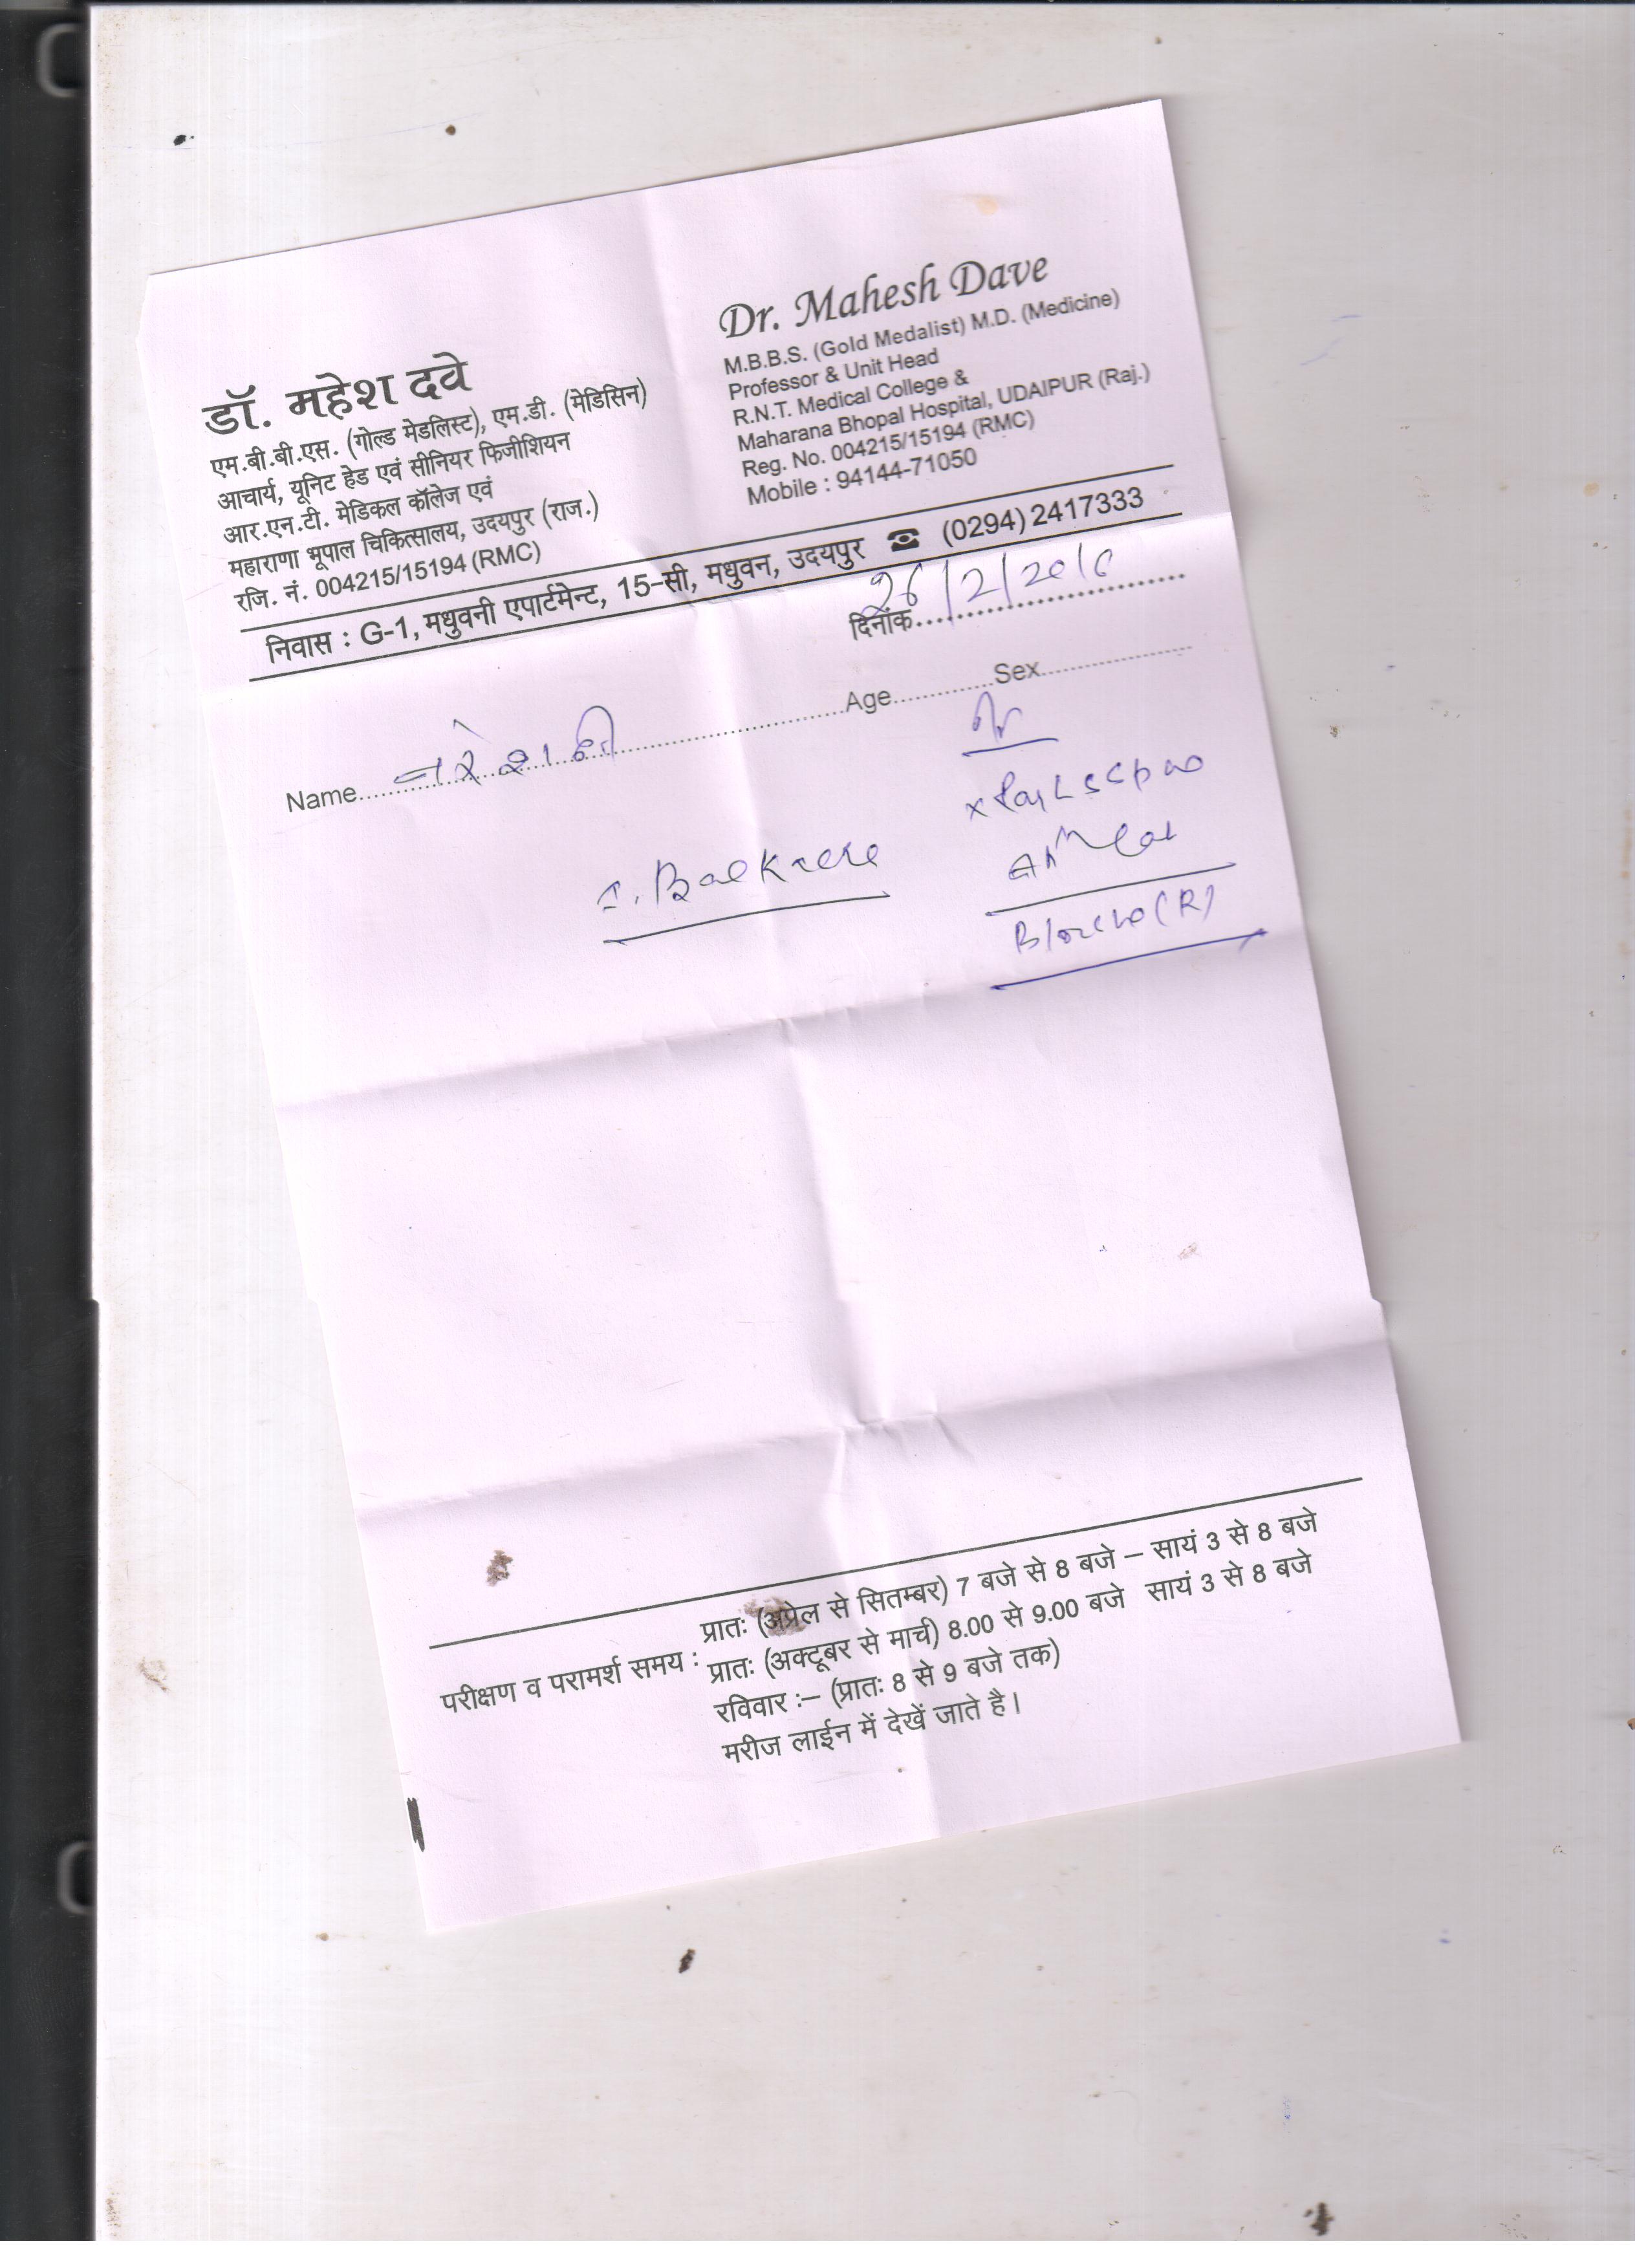 डॉ. महेश दवे
एम.बी.बी.एस. (गोल्ड मेडलिस्ट), एम.डी. (मेडिसिन)
आचार्य, यूनिट हेड एवं सीनियर फिजीशियन
आर.एन.टी. मेडिकल कॉलेज एवं
महाराणा भूपाल चिकित्सालय, उदयपुर (राज.)
रजि. नं. 004215/15194 (RMC)
Dr. Mahesh Dave
M.B.B.S. (Gold Medalist) M.D. (Medicine)
Professor & Unit Head
R.N.T. Medical College &
Maharana Bhopal Hospital, UDAIPUR (Raj.)
Reg. No. 004215/15194 (RMC)
Mobile : 94144-71050
निवास : G-1, मधुवनी एपार्टमेन्ट, 15-सी, मधुवन, उदयपुर ☎ (0294) 2417333
दिनांक 26/2/2016
Name नरेश जी Age Sex
परीक्षण व परामर्श समय :
प्रातः (अप्रेल से सितम्बर) 7 बजे से 8 बजे – सायं 3 से 8 बजे
प्रातः (अक्टूबर से मार्च) 8.00 से 9.00 बजे सायं 3 से 8 बजे
रविवार :– (प्रातः 8 से 9 बजे तक)
मरीज लाईन में देखें जाते है।